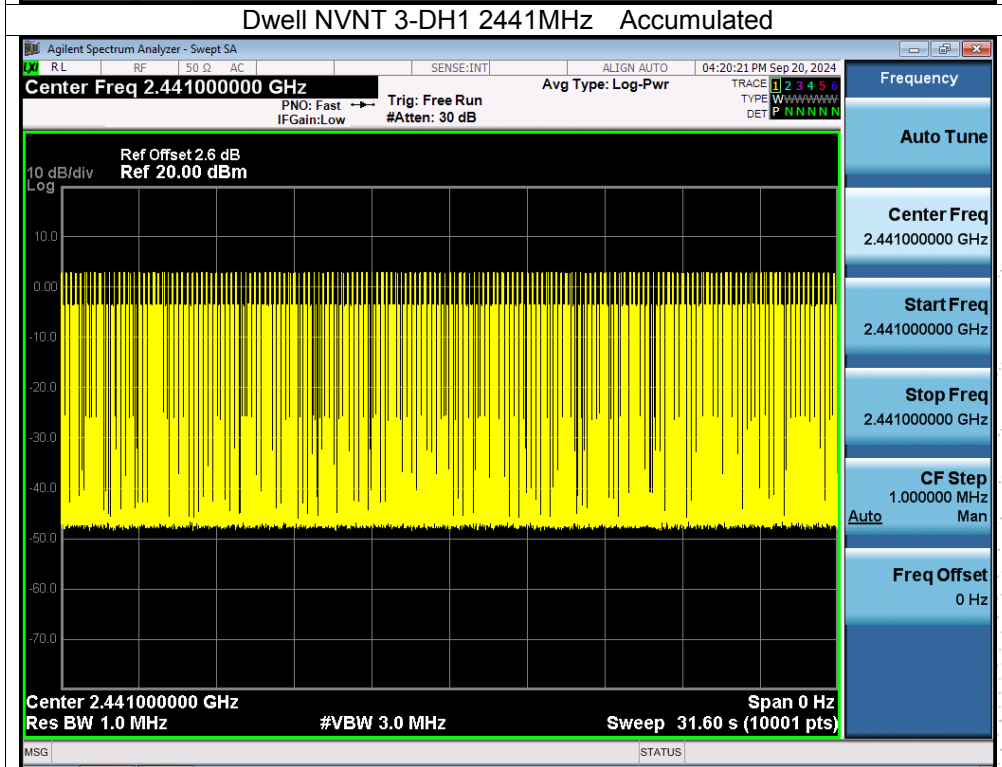 Dwell NVNT 3-DH1 2441MHz Accumulated
Agilent Spectrum Analyzer - Swept SA
LXI RL RF 50 Ω AC SENSE:INT ALIGN AUTO 04:20:21 PM Sep 20, 2024
Center Freq 2.441000000 GHz
PNO: Fast
IFGain:Low
Trig: Free Run
#Atten: 30 dB
Avg Type: Log-Pwr
TRACE 1 2 3 4 5 6
TYPE WWWWWWW
DET P N N N N N
Frequency
Auto Tune
Center Freq
2.441000000 GHz
Start Freq
2.441000000 GHz
Stop Freq
2.441000000 GHz
CF Step
1.000000 MHz
Auto Man
Freq Offset
0 Hz
Ref Offset 2.6 dB
10 dB/div Ref 20.00 dBm
Log
10.0
0.00
-10.0
-20.0
-30.0
-40.0
-50.0
-60.0
-70.0
Center 2.441000000 GHz Span 0 Hz
Res BW 1.0 MHz #VBW 3.0 MHz Sweep 31.60 s (10001 pts)
MSG STATUS